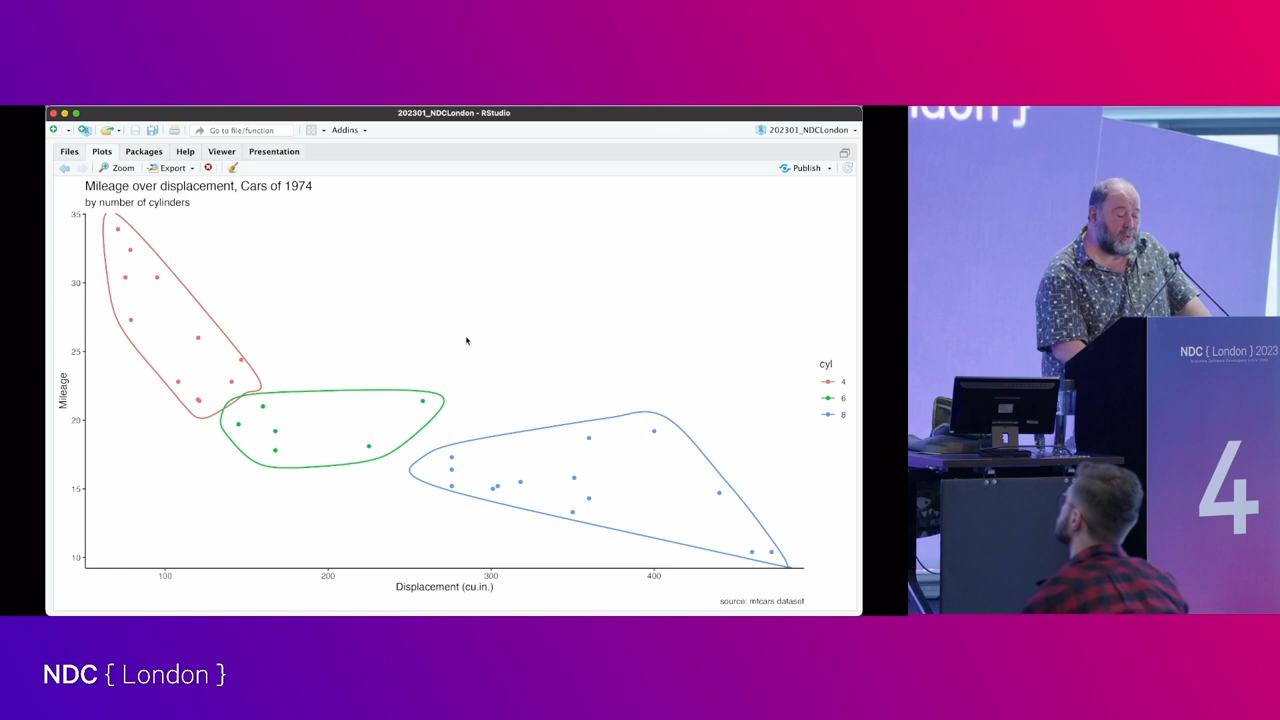 202301_NDCLondon - RStudio
Go to file/function
Addins
202301_NDCLondon
Files
Plots
Packages
Help
Viewer
Presentation
Zoom
Export
Publish
Mileage over displacement, Cars of 1974
by number of cylinders
35
30
25
20
15
10
Mileage
100
200
300
400
Displacement (cu.in.)
cyl
4
6
8
source: mtcars dataset
ndon }
NDC { London } 2023
4
NDC { London }